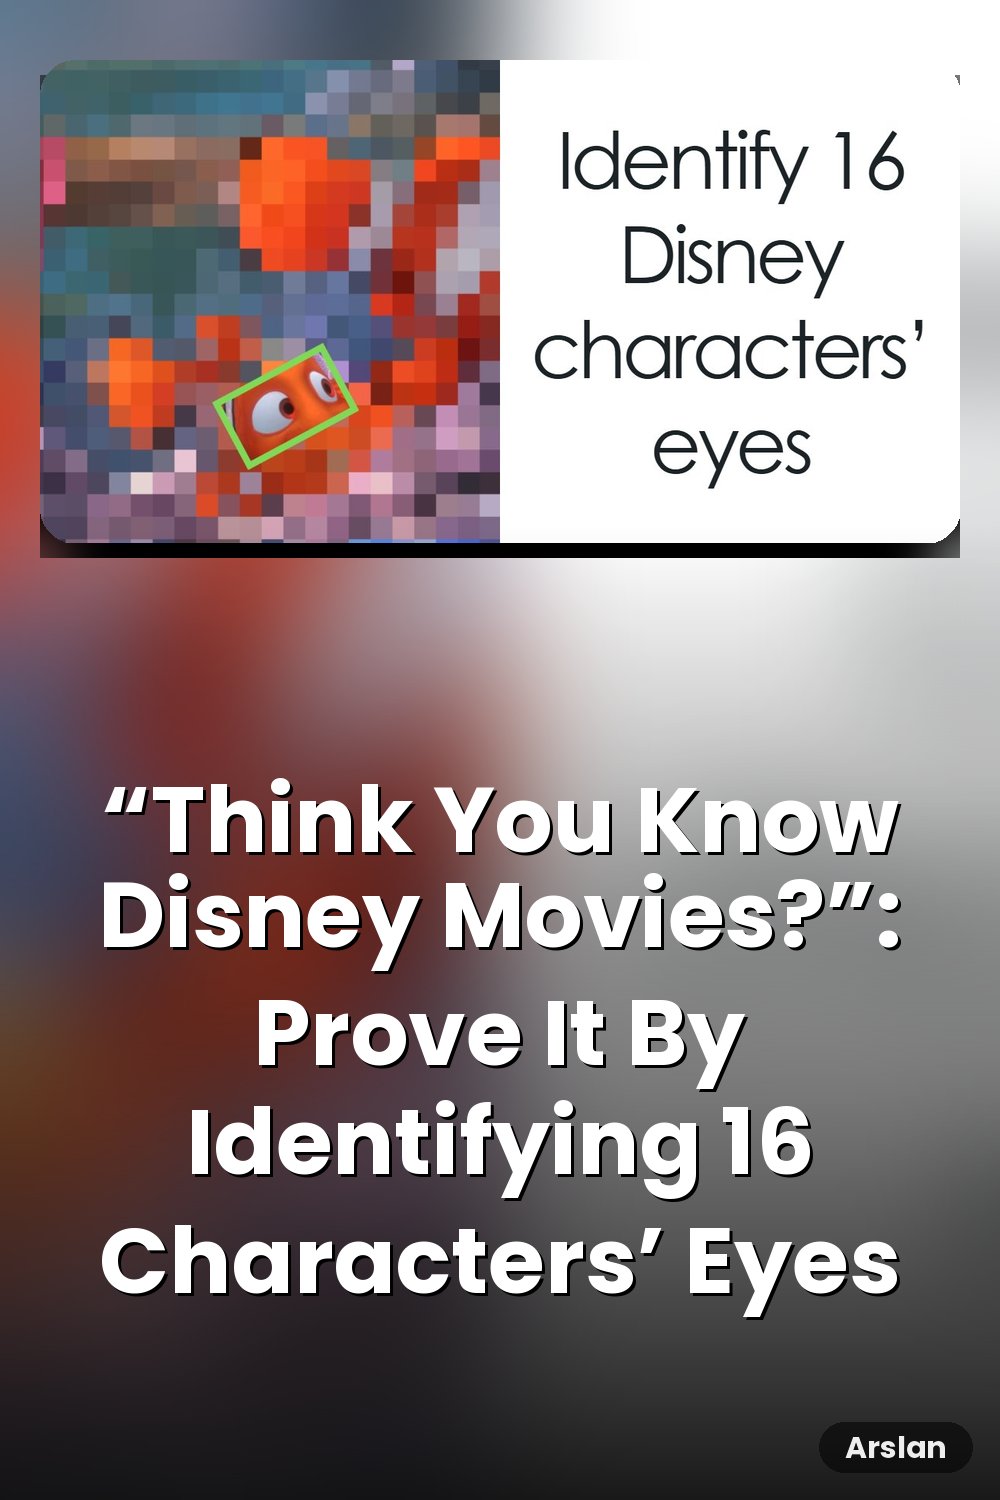 Identify 16
Disney
characters’
eyes
“Think You Know
Disney Movies?”:
Prove It By
Identifying 16
Characters’ Eyes
Arslan